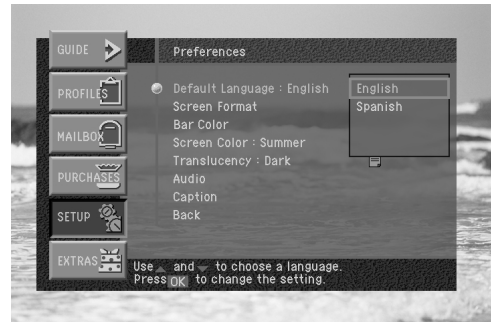 GUIDE
PROFILES
MAILBOX
PURCHASES
SETUP
EXTRAS
Preferences
Default Language : English
Screen Format
Bar Color
Screen Color : Summer
Translucency : Dark
Audio
Caption
Back
English
Spanish
Use and to choose a language.
Press OK to change the setting.